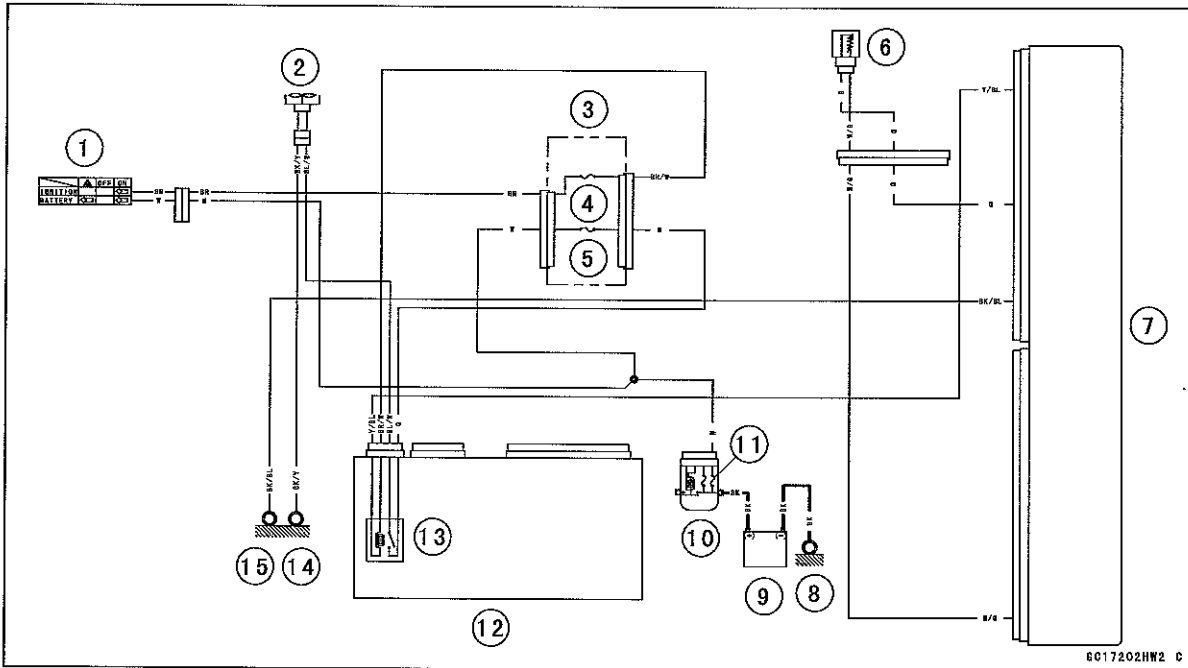 1
2
3
4
5
6
7
8
9
10
11
12
13
14
15
OFF ON
IGNITION
BATTERY
BR
BR
BR
BR/W
W
W
BK/Y
BL/W
G
G
G
Y/BL
BK/BL
Y/BL
BR/W
BL/W
BK/BL
BK/Y
BK
BK
BK
(+)
(-)
GC17202HW2 C